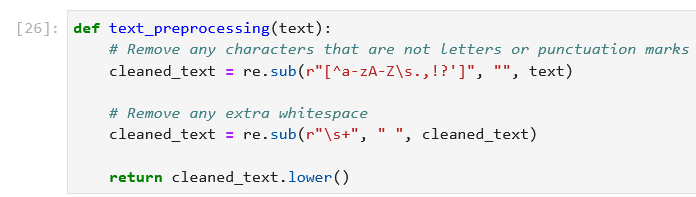 [26]: def text_preprocessing(text):
    # Remove any characters that are not letters or punctuation marks
    cleaned_text = re.sub(r"[^a-zA-Z\s.,!?']", "", text)
    # Remove any extra whitespace
    cleaned_text = re.sub(r"\s+", " ", cleaned_text)
    return cleaned_text.lower()